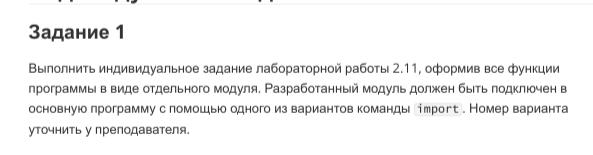 Задание 1
Выполнить индивидуальное задание лабораторной работы 2.11, оформив все функции
программы в виде отдельного модуля. Разработанный модуль должен быть подключен в
основную программу с помощью одного из вариантов команды import . Номер варианта
уточнить у преподавателя.